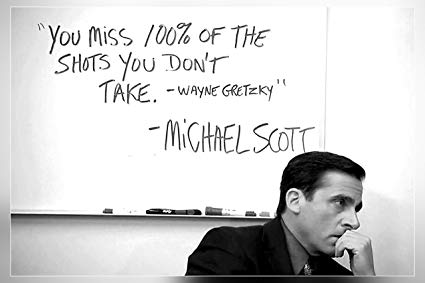 "YOU MISS 100% OF THE
SHOTS YOU DON'T
TAKE. -WAYNE GRETZKY"
-MICHAEL SCOTT